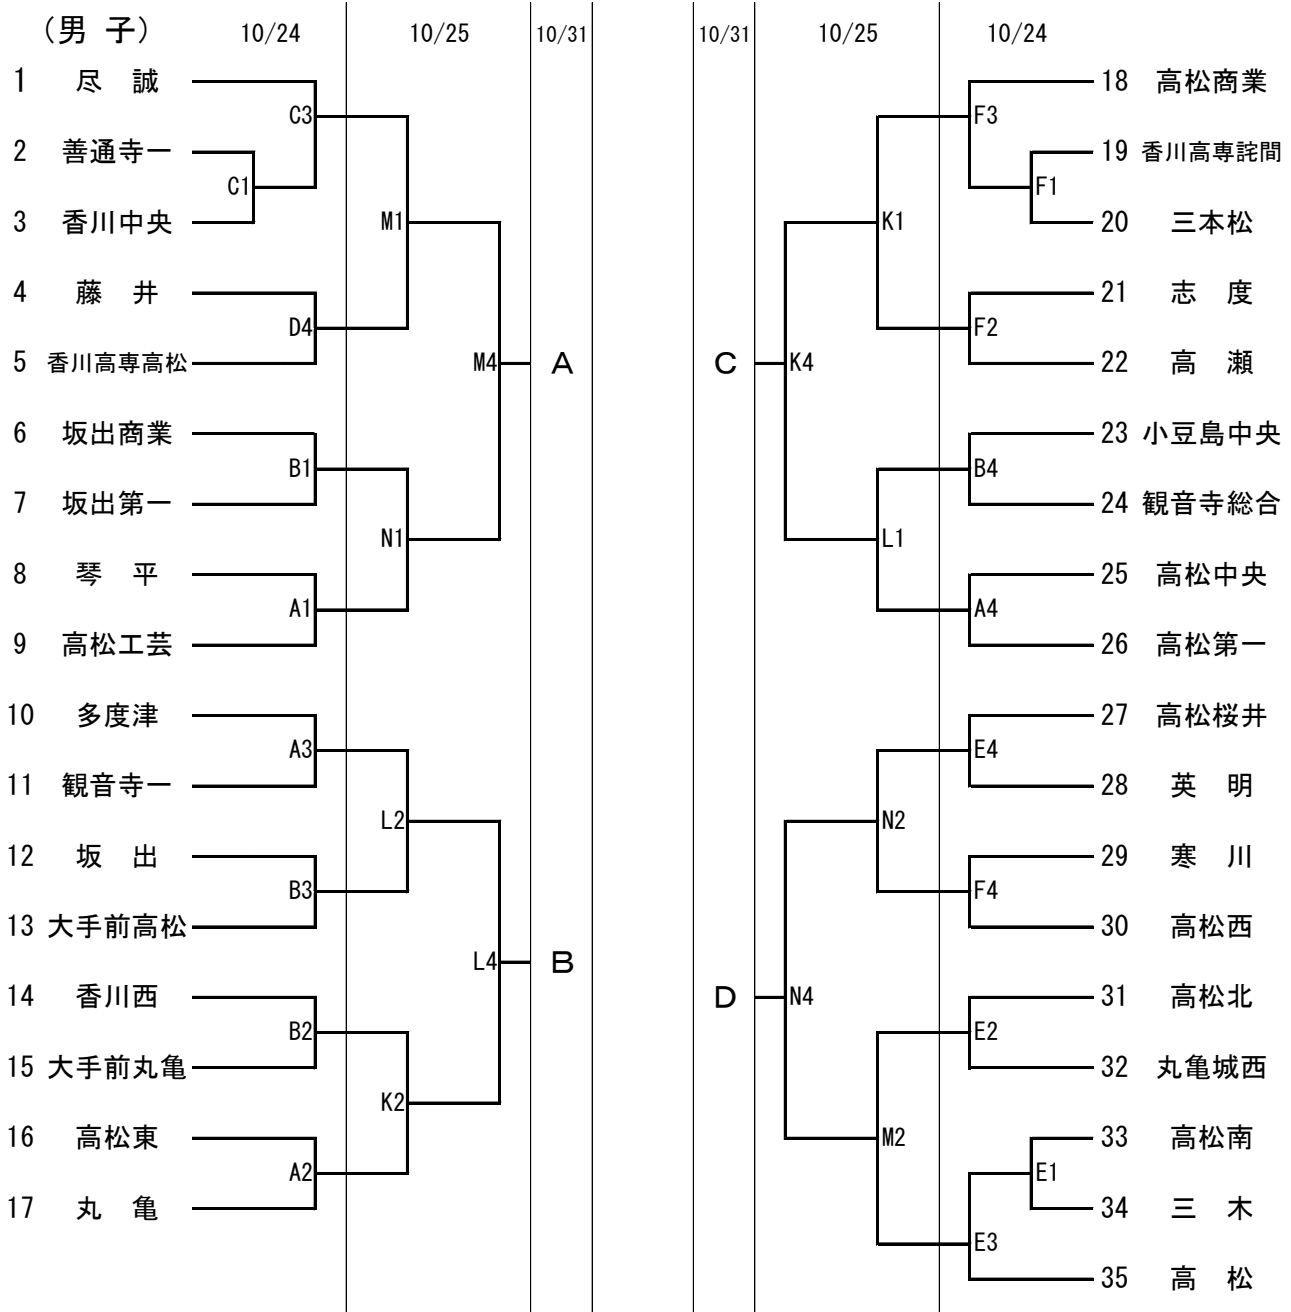 (男 子) 10/24 10/25 10/31 10/31 10/25 10/24
1 尽 誠
C3
2 善通寺一
C1
3 香川中央
M1
4 藤 井
D4
5 香川高専高松
M4 A
6 坂出商業
B1
7 坂出第一
N1
8 琴 平
A1
9 高松工芸
10 多度津
A3
11 観音寺一
L2
12 坂 出
B3
13 大手前高松
L4 B
14 香川西
B2
15 大手前丸亀
K2
16 高松東
A2
17 丸 亀
18 高松商業
F3
19 香川高専詫間
F1
20 三本松
K1
21 志 度
F2
22 高 瀬
C K4
23 小豆島中央
B4
24 観音寺総合
L1
25 高松中央
A4
26 高松第一
27 高松桜井
E4
28 英 明
N2
29 寒 川
F4
30 高松西
31 高松北
D N4
E2
32 丸亀城西
33 高松南
M2
E1
34 三 木
E3
35 高 松